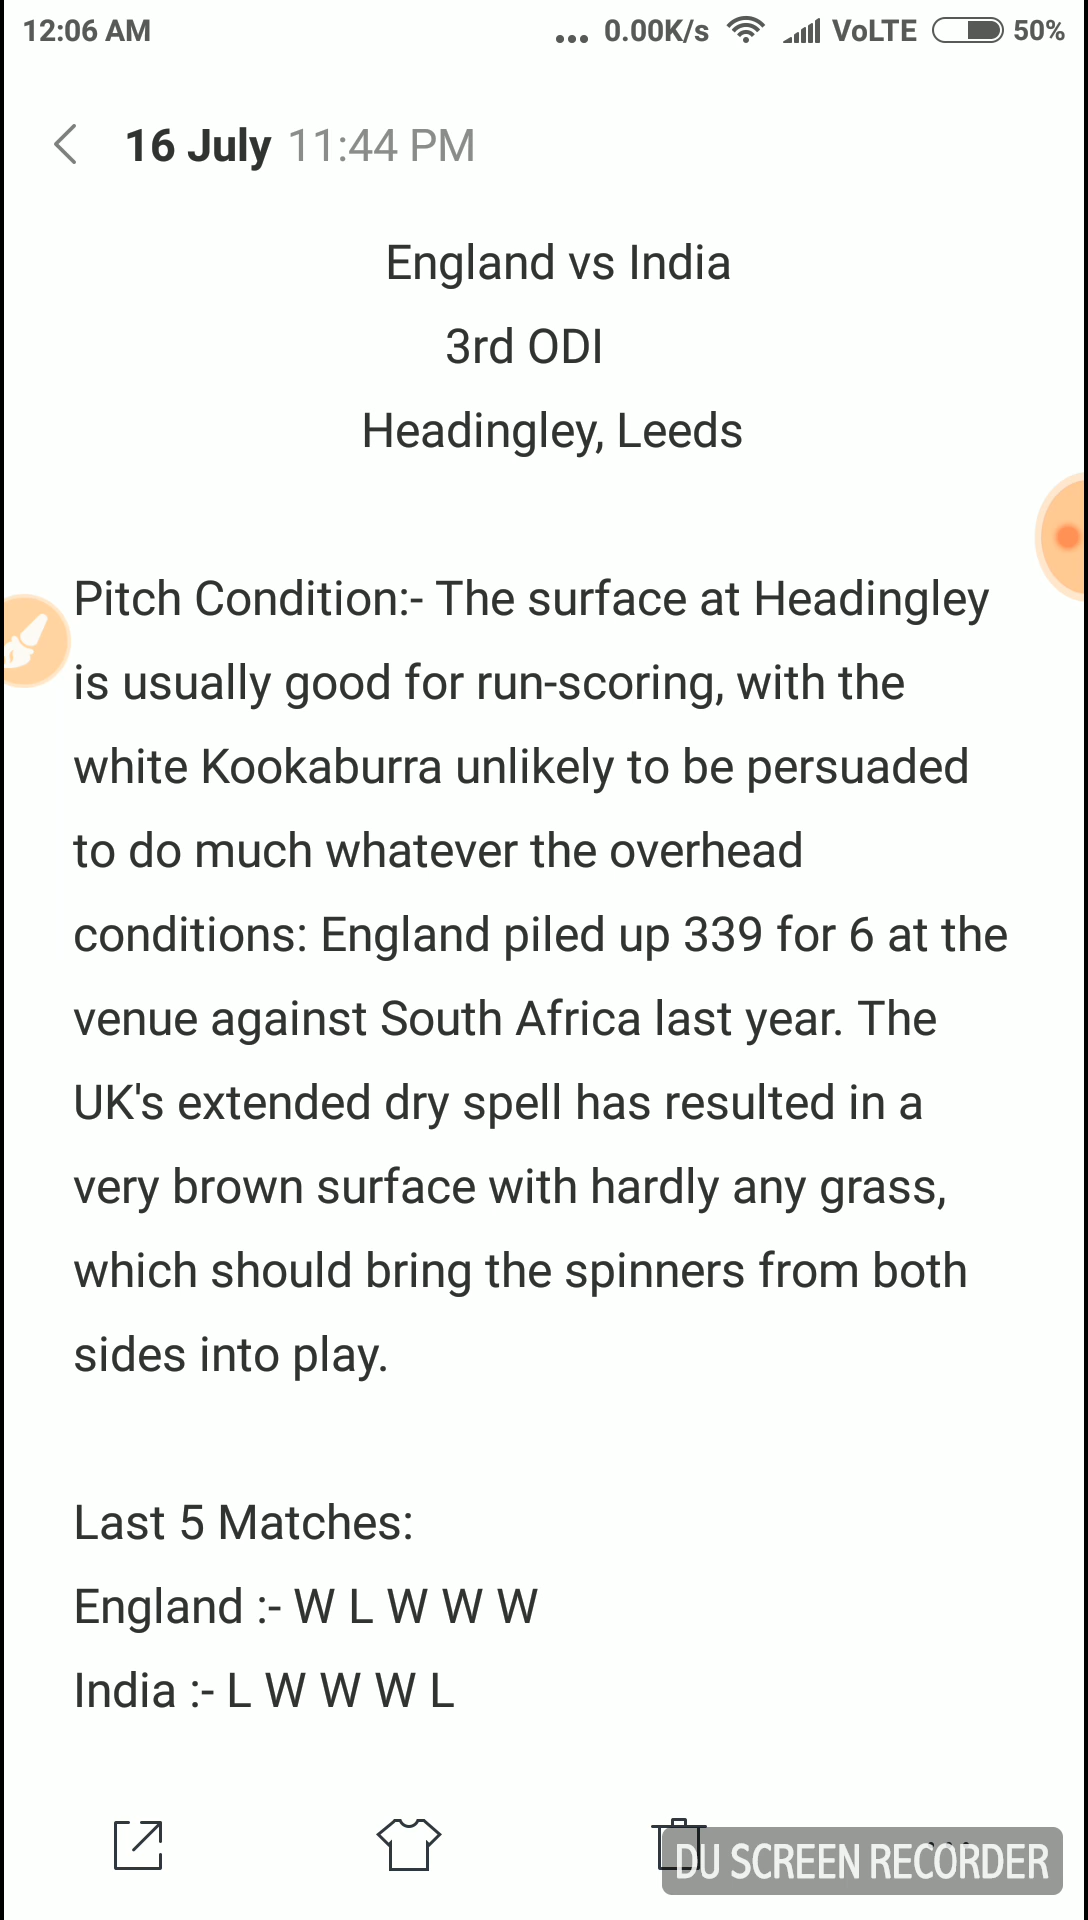 12:06 AM ... 0.00K/s VoLTE 50%
16 July 11:44 PM
England vs India
3rd ODI
Headingley, Leeds
Pitch Condition:- The surface at Headingley
is usually good for run-scoring, with the
white Kookaburra unlikely to be persuaded
to do much whatever the overhead
conditions: England piled up 339 for 6 at the
venue against South Africa last year. The
UK's extended dry spell has resulted in a
very brown surface with hardly any grass,
which should bring the spinners from both
sides into play.
Last 5 Matches:
England :- W L W W W
India :- L W W W L
DU SCREEN RECORDER